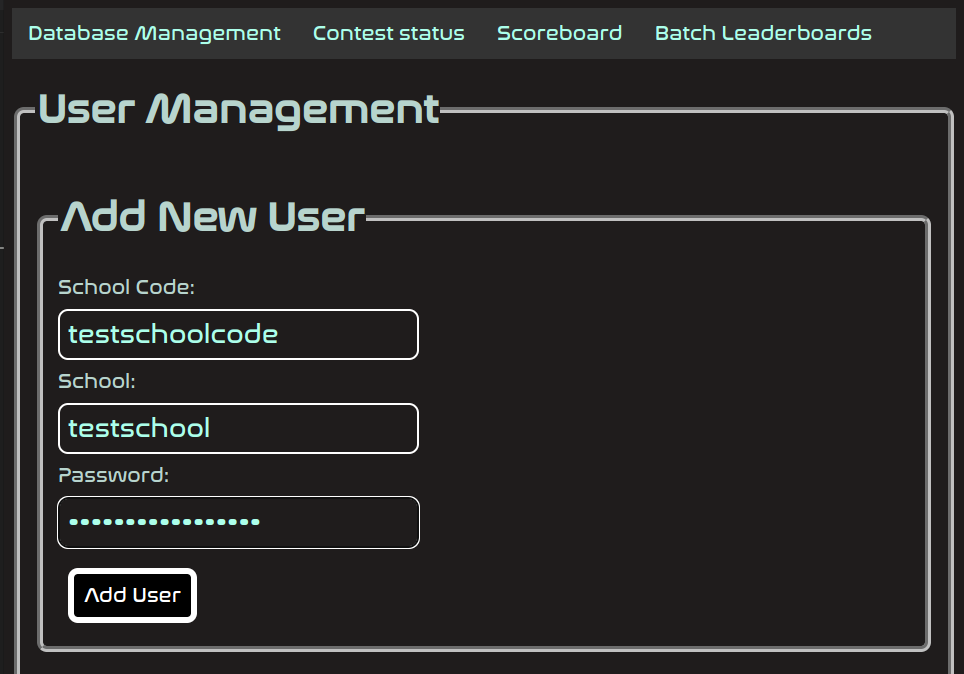 Database Management Contest status Scoreboard Batch Leaderboards
User Management
Add New User
School Code:
testschoolcode
School:
testschool
Password:
•••••••••••••••••
Add User